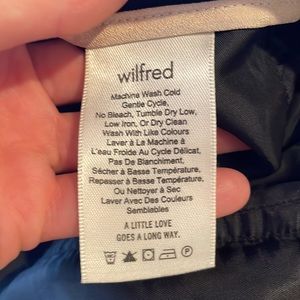 wilfred
Machine Wash Cold
Gentle Cycle,
No Bleach, Tumble Dry Low,
Low Iron, Or Dry Clean
Wash With Like Colours
Laver À La Machine À
L'eau Froide Au Cycle Délicat,
Pas De Blanchiment,
Sécher à Basse Température,
Repasser à Basse Température,
Ou Nettoyer à Sec
Laver Avec Des Couleurs
Semblables
A LITTLE LOVE
GOES A LONG WAY.